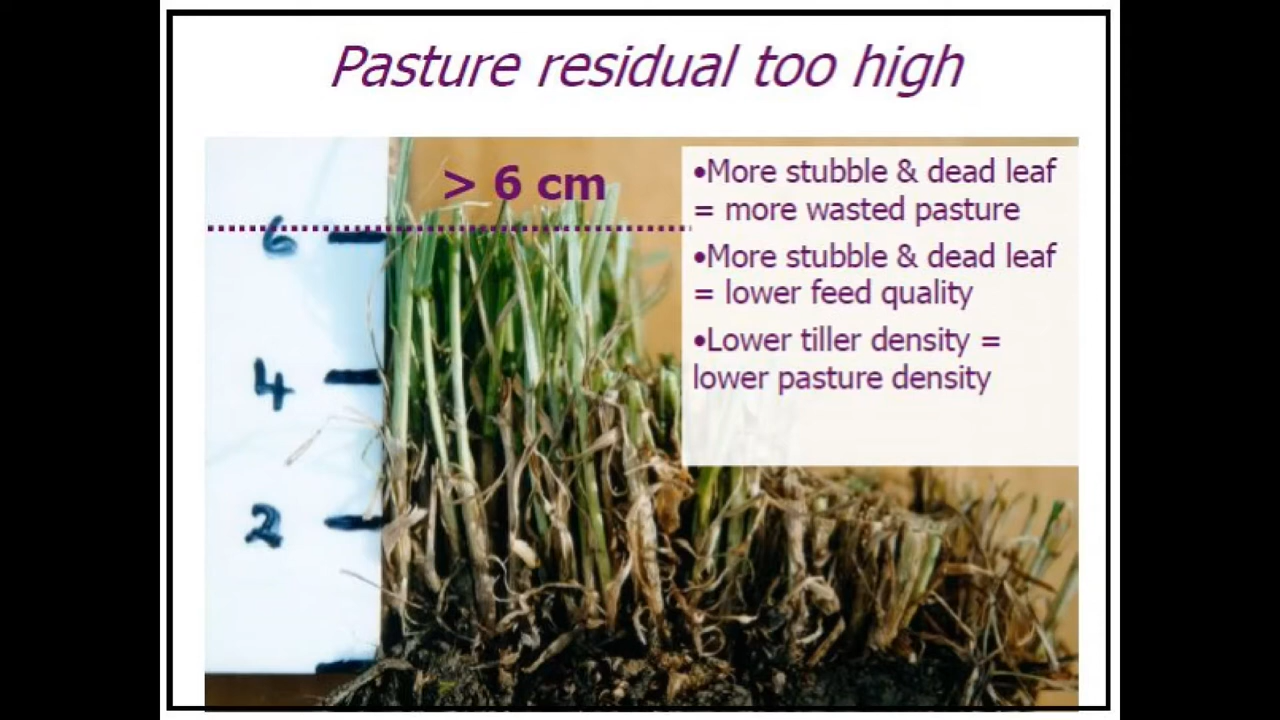 Pasture residual too high
> 6 cm
•More stubble & dead leaf
= more wasted pasture
•More stubble & dead leaf
= lower feed quality
•Lower tiller density =
lower pasture density
6
4
2